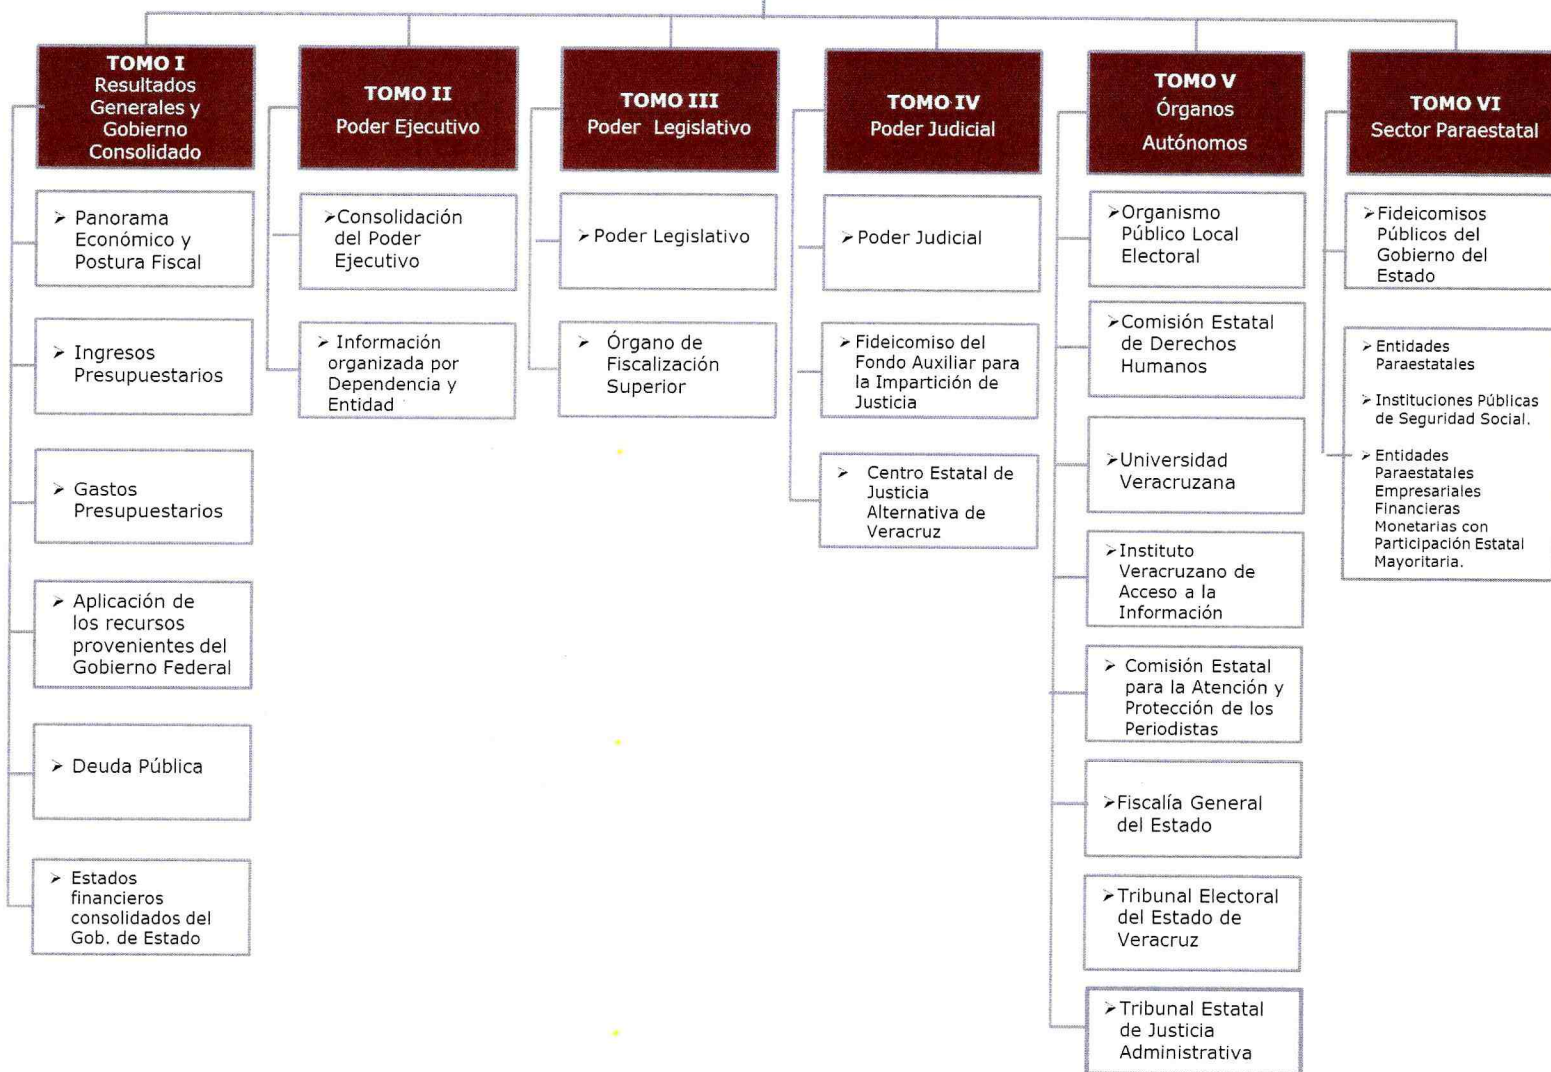 TOMO I
Resultados
Generales y
Gobierno
Consolidado
➢ Panorama
Económico y
Postura Fiscal
➢ Ingresos
Presupuestarios
➢ Gastos
Presupuestarios
➢ Aplicación de
los recursos
provenientes del
Gobierno Federal
➢ Deuda Pública
➢ Estados
financieros
consolidados del
Gob. de Estado
TOMO II
Poder Ejecutivo
➢Consolidación
del Poder
Ejecutivo
➢ Información
organizada por
Dependencia y
Entidad
TOMO III
Poder Legislativo
➢Poder Legislativo
➢ Órgano de
Fiscalización
Superior
TOMO IV
Poder Judicial
➢Poder Judicial
➢ Fideicomiso del
Fondo Auxiliar para
la Impartición de
Justicia
➢ Centro Estatal de
Justicia
Alternativa de
Veracruz
TOMO V
Órganos
Autónomos
➢Organismo
Público Local
Electoral
➢Comisión Estatal
de Derechos
Humanos
➢Universidad
Veracruzana
➢Instituto
Veracruzano de
Acceso a la
Información
➢ Comisión Estatal
para la Atención y
Protección de los
Periodistas
➢Fiscalía General
del Estado
➢Tribunal Electoral
del Estado de
Veracruz
➢Tribunal Estatal
de Justicia
Administrativa
TOMO VI
Sector Paraestatal
➢Fideicomisos
Públicos del
Gobierno del
Estado
➢ Entidades
Paraestatales
➢ Instituciones Públicas
de Seguridad Social.
➢ Entidades
Paraestatales
Empresariales
Financieras
Monetarias con
Participación Estatal
Mayoritaria.